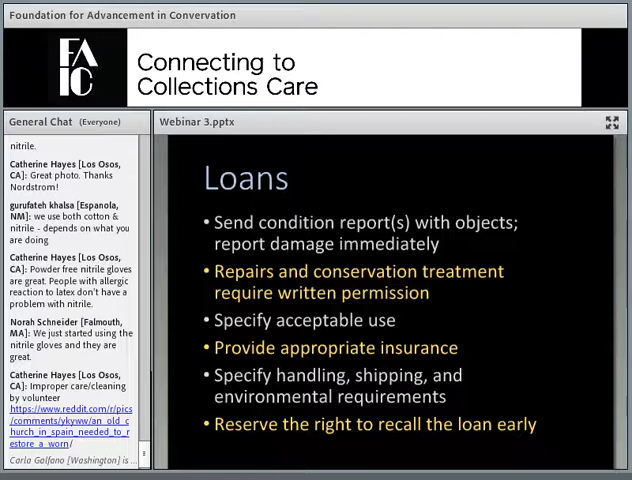 Foundation for Advancement in Convervation
FA
IC
Connecting to
Collections Care
General Chat (Everyone)
nitrile.
Catherine Hayes [Los Osos,
CA]: Great photo. Thanks
Nordstrom!
gurufateh khalsa [Espanola,
NM]: we use both cotton &
nitrile - depends on what you
are doing
Catherine Hayes [Los Osos,
CA]: Powder free nitrile gloves
are great. People with allergic
reaction to latex don't have a
problem with nitrile.
Norah Schneider [Falmouth,
MA]: We just started using the
nitrile gloves and they are
great.
Catherine Hayes [Los Osos,
CA]: Improper care/cleaning
by volunteer
https://www.reddit.com/r/pics
/comments/ykyww/an_old_c
hurch_in_spain_needed_to_r
estore_a_worn/
Carla Galfano [Washington] is ...
Webinar 3.pptx
Loans
• Send condition report(s) with objects;
report damage immediately
• Repairs and conservation treatment
require written permission
• Specify acceptable use
• Provide appropriate insurance
• Specify handling, shipping, and
environmental requirements
• Reserve the right to recall the loan early